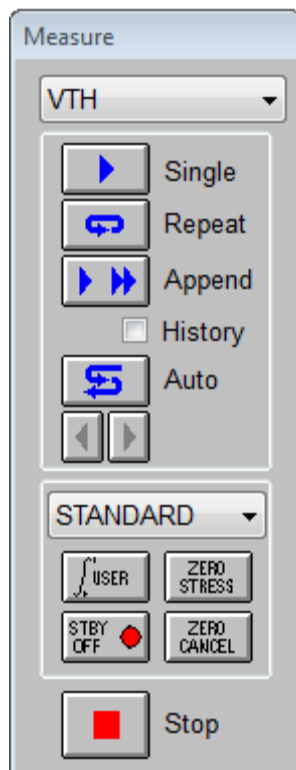 Measure
VTH
Single
Repeat
Append
History
Auto
STANDARD
USER
ZERO
STRESS
STBY
OFF
ZERO
CANCEL
Stop